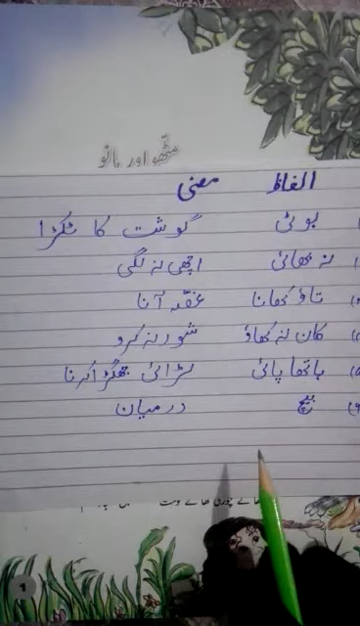 مٹھو اور مانو
الفاظ معنی
بوٹی گوشت کا ٹکڑا
نہ بھائی اچھی نہ لگی
تاؤ کھانا غصہ آنا
کان نہ کھاؤ شور نہ کرو
ہاتھا پائی لڑائی جھگڑا کرنا
بیچ درمیان